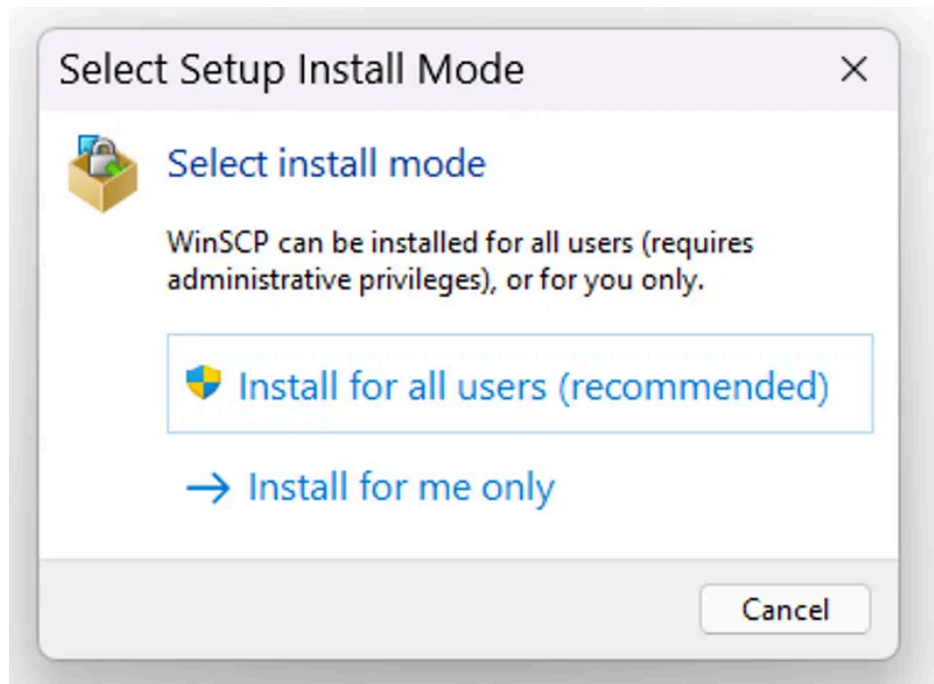 Select Setup Install Mode
Select install mode
WinSCP can be installed for all users (requires
administrative privileges), or for you only.
Install for all users (recommended)
Install for me only
Cancel